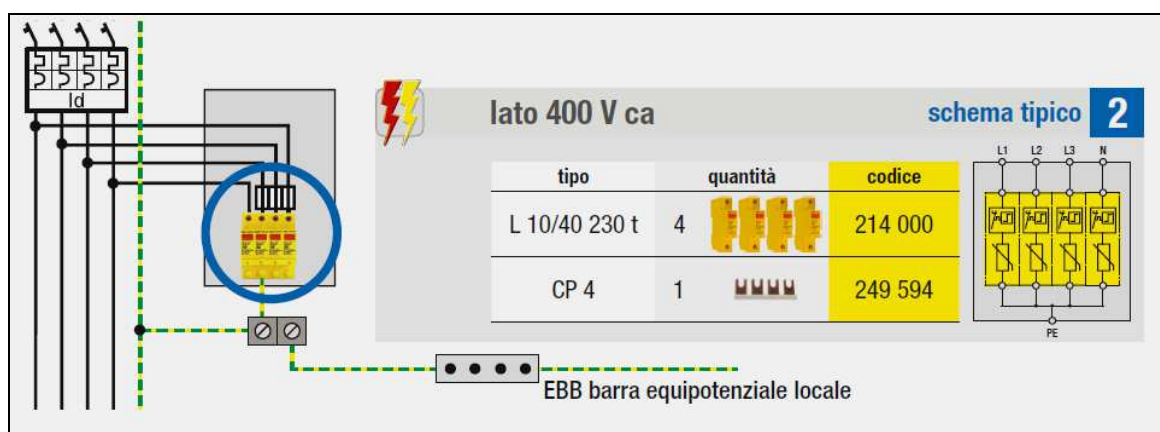 Id
lato 400 V ca
schema tipico 2
tipo quantità codice
L 10/40 230 t 4 214 000
CP 4 1 249 594
L1 L2 L3 N
PE
EBB barra equipotenziale locale